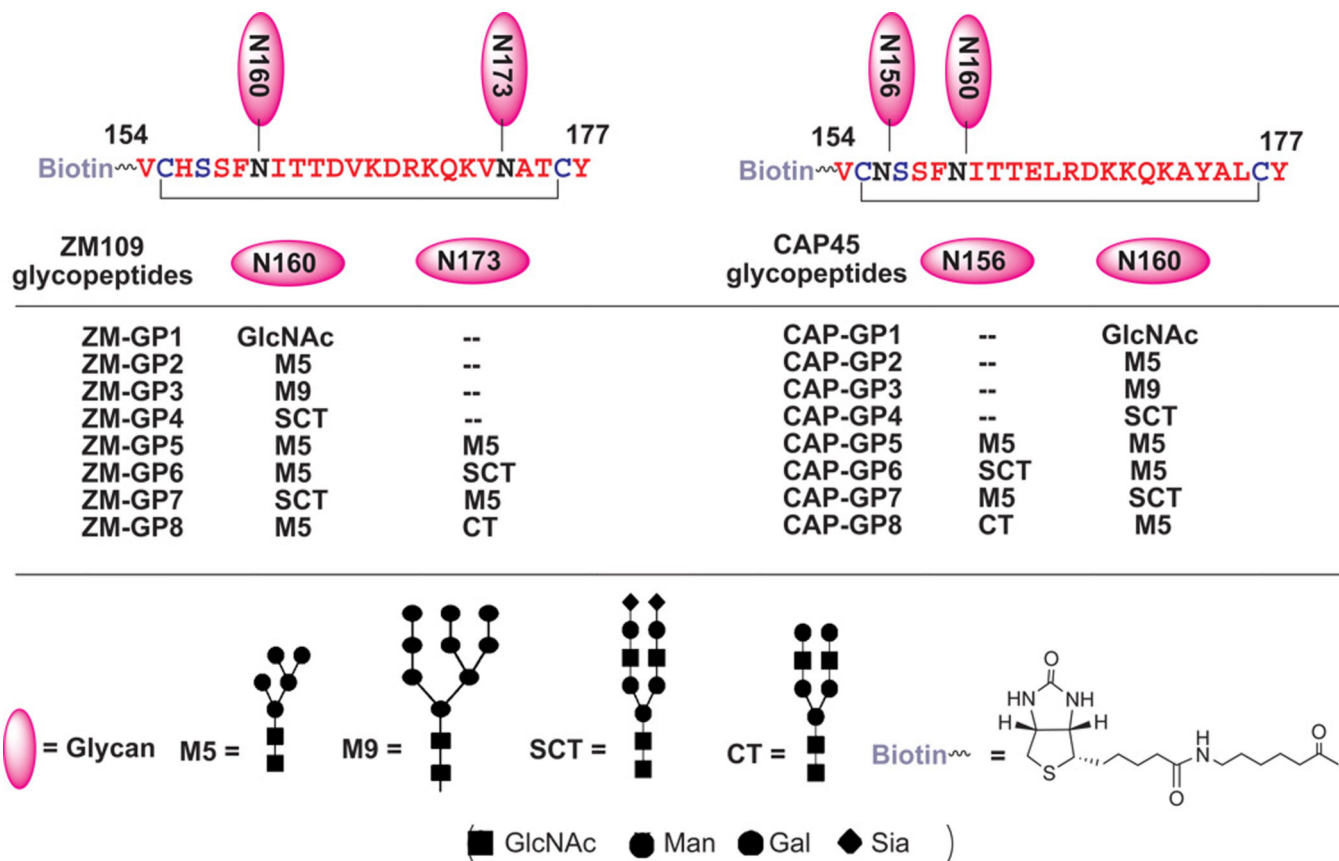 N160 N173 N156 N160
154 177 154 177
Biotin VCHSSFNITTDVKDRKQKVNATCY Biotin VCNSSFNITTELRDKKQKAYALCY
ZM109 glycopeptides N160 N173 CAP45 glycopeptides N156 N160
ZM-GP1 GlcNAc -- CAP-GP1 -- GlcNAc
ZM-GP2 M5 -- CAP-GP2 -- M5
ZM-GP3 M9 -- CAP-GP3 -- M9
ZM-GP4 SCT -- CAP-GP4 -- SCT
ZM-GP5 M5 M5 CAP-GP5 M5 M5
ZM-GP6 M5 SCT CAP-GP6 SCT M5
ZM-GP7 SCT M5 CAP-GP7 M5 SCT
ZM-GP8 M5 CT CAP-GP8 CT M5
= Glycan M5 = M9 = SCT = CT = Biotin =
O
HN NH
H H
S
O
H
N
O
( GlcNAc Man Gal Sia )